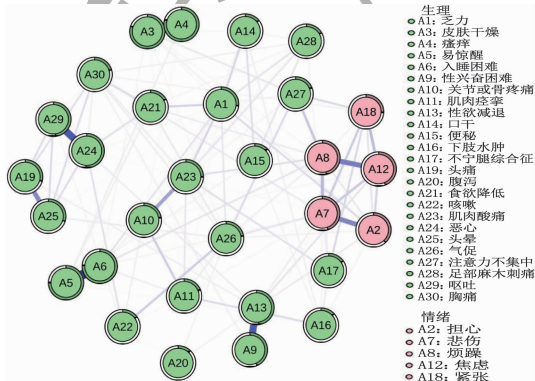 生理
A1: 乏力
A3: 皮肤干燥
A4: 瘙痒
A5: 易惊醒
A6: 入睡困难
A9: 性兴奋困难
A10: 关节或骨疼痛
A11: 肌肉痉挛
A13: 性欲减退
A14: 口干
A15: 便秘
A16: 下肢水肿
A17: 不宁腿综合征
A19: 头痛
A20: 腹泻
A21: 食欲降低
A22: 咳嗽
A23: 肌肉酸痛
A24: 恶心
A25: 头晕
A26: 气促
A27: 注意力不集中
A28: 足部麻木刺痛
A29: 呕吐
A30: 胸痛
情绪
A2: 担心
A7: 悲伤
A8: 烦躁
A12: 焦虑
A18: 紧张
A3
A4
A14
A28
A30
A21
A1
A27
A18
A29
A24
A8
A12
A19
A23
A15
A25
A10
A7
A2
A26
A6
A5
A17
A11
A13
A22
A16
A20
A9